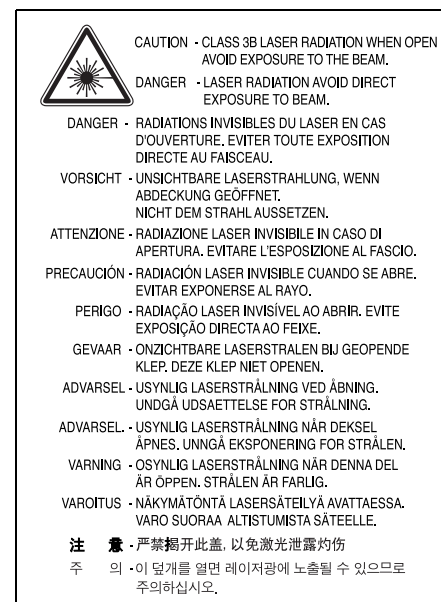 CAUTION - CLASS 3B LASER RADIATION WHEN OPEN
AVOID EXPOSURE TO THE BEAM.
DANGER - LASER RADIATION AVOID DIRECT
EXPOSURE TO BEAM.
DANGER - RADIATIONS INVISIBLES DU LASER EN CAS
D'OUVERTURE. EVITER TOUTE EXPOSITION
DIRECTE AU FAISCEAU.
VORSICHT - UNSICHTBARE LASERSTRAHLUNG, WENN
ABDECKUNG GEÖFFNET.
NICHT DEM STRAHL AUSSETZEN.
ATTENZIONE - RADIAZIONE LASER INVISIBILE IN CASO DI
APERTURA. EVITARE L'ESPOSIZIONE AL FASCIO.
PRECAUCIÓN - RADIACIÓN LASER INVISIBLE CUANDO SE ABRE.
EVITAR EXPONERSE AL RAYO.
PERIGO - RADIAÇÃO LASER INVISÍVEL AO ABRIR. EVITE
EXPOSIÇÃO DIRECTA AO FEIXE.
GEVAAR - ONZICHTBARE LASERSTRALEN BIJ GEOPENDE
KLEP. DEZE KLEP NIET OPENEN.
ADVARSEL - USYNLIG LASERSTRÅLNING VED ÅBNING.
UNDGÅ UDSAETTELSE FOR STRÅLNING.
ADVARSEL. - USYNLIG LASERSTRÅLNING NÅR DEKSEL
ÅPNES. UNNGÅ EKSPONERING FOR STRÅLEN.
VARNING - OSYNLIG LASERSTRÅLNING NÄR DENNA DEL
ÄR ÖPPEN. STRÅLEN ÄR FARLIG.
VAROITUS - NÄKYMÄTÖNTÄ LASERSÄTEILYÄ AVATTAESSA.
VARO SUORAA ALTISTUMISTA SÄTEELLE.
注 意 - 严禁揭开此盖, 以免激光泄露灼伤
주 의 - 이 덮개를 열면 레이저광에 노출될 수 있으므로
주의하십시오.